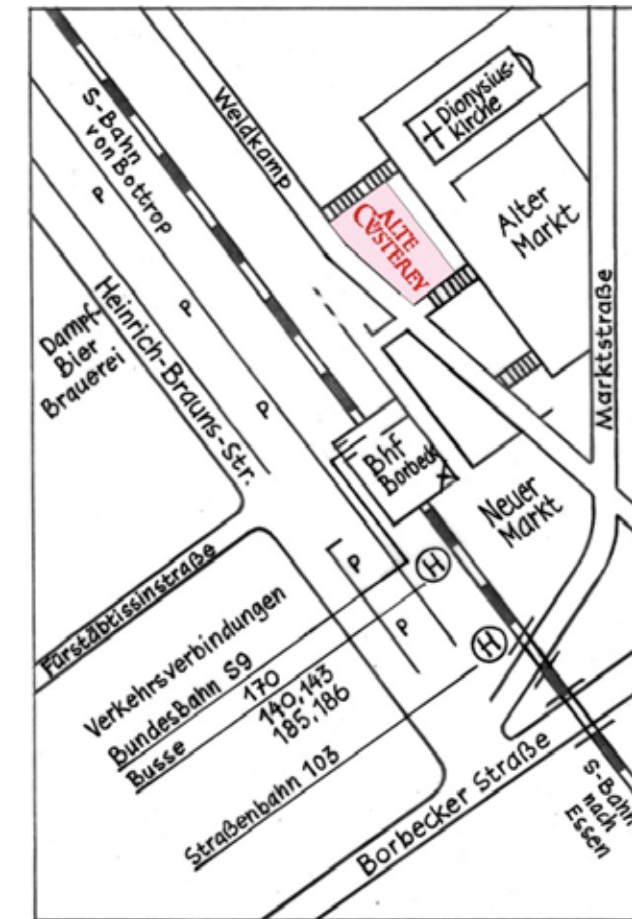 S-Bahn
von Bottrop
Weidkamp
Dionysius-
kirche
Alter
Markt
ALTE
CVSTEREY
Marktstraße
P
P
P
Heinrich-Brauns-Str.
Dampf
Bier
Brauerei
Bhf
Borbeck
Neuer
Markt
H
P
P
H
Fürstäbtissinstraße
Verkehrsverbindungen
BundesBahn S9
Busse 170
140,143
185,186
Straßenbahn 103
Borbecker Straße
S-Bahn
nach
Essen